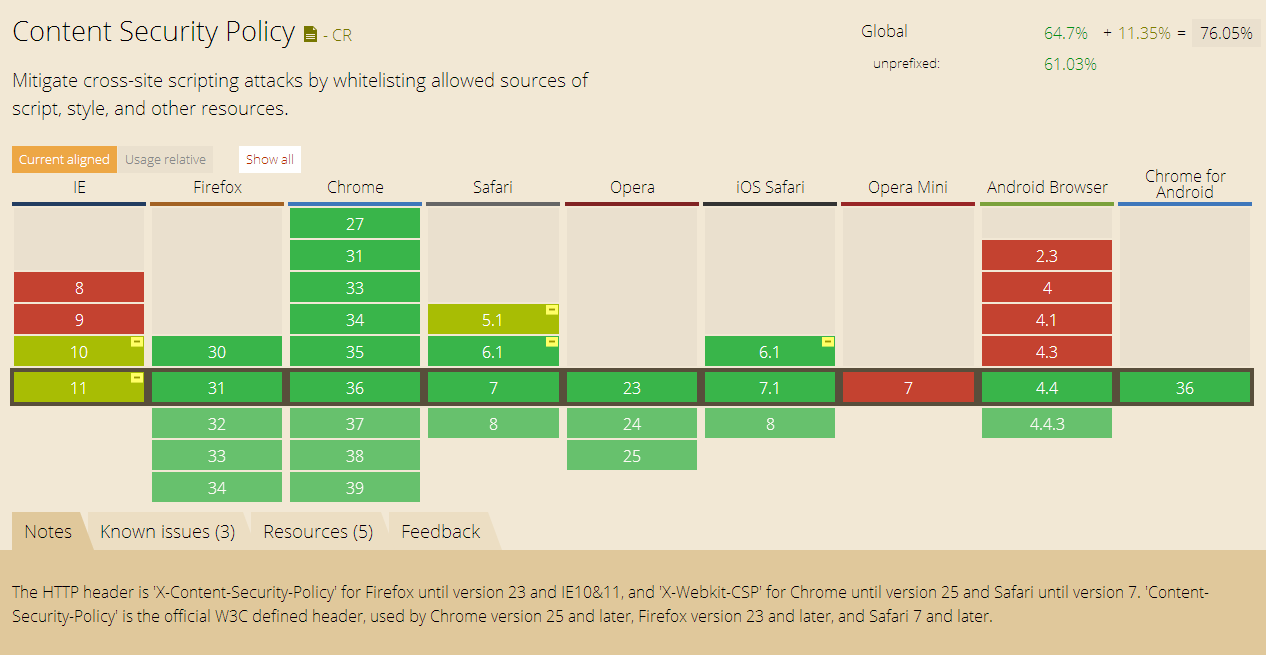 Content Security Policy - CR
Global 64.7% + 11.35% = 76.05%
unprefixed: 61.03%
Mitigate cross-site scripting attacks by whitelisting allowed sources of
script, style, and other resources.
Current aligned Usage relative Show all
IE Firefox Chrome Safari Opera iOS Safari Opera Mini Android Browser Chrome for
Android
27
31 2.3
8 33 4
9 34 5.1 4.1
10 30 35 6.1 6.1 4.3
11 31 36 7 23 7.1 7 4.4 36
32 37 8 24 8 4.4.3
33 38 25
34 39
Notes Known issues (3) Resources (5) Feedback
The HTTP header is 'X-Content-Security-Policy' for Firefox until version 23 and IE10&11, and 'X-Webkit-CSP' for Chrome until version 25 and Safari until version 7. 'Content-
Security-Policy' is the official W3C defined header, used by Chrome version 25 and later, Firefox version 23 and later, and Safari 7 and later.